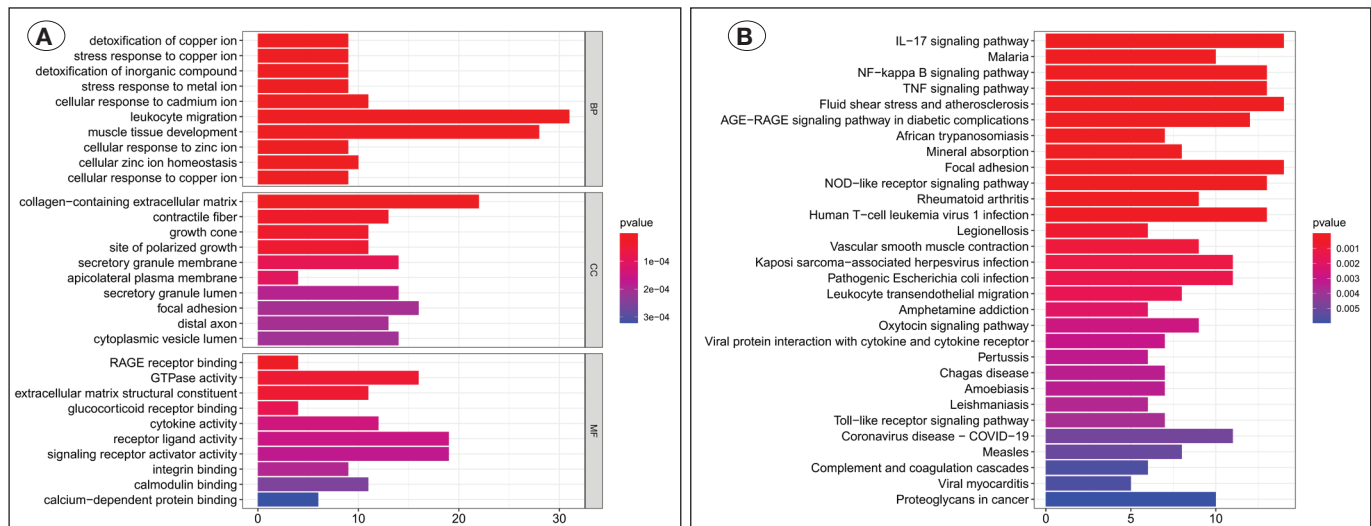 A
detoxification of copper ion
stress response to copper ion
detoxification of inorganic compound
stress response to metal ion
cellular response to cadmium ion
leukocyte migration
muscle tissue development
cellular response to zinc ion
cellular zinc ion homeostasis
cellular response to copper ion
BP
collagen−containing extracellular matrix
contractile fiber
growth cone
site of polarized growth
secretory granule membrane
apicolateral plasma membrane
secretory granule lumen
focal adhesion
distal axon
cytoplasmic vesicle lumen
CC
RAGE receptor binding
GTPase activity
extracellular matrix structural constituent
glucocorticoid receptor binding
cytokine activity
receptor ligand activity
signaling receptor activator activity
integrin binding
calmodulin binding
calcium−dependent protein binding
MF
0 10 20 30
pvalue
1e−04
2e−04
3e−04
B
IL−17 signaling pathway
Malaria
NF−kappa B signaling pathway
TNF signaling pathway
Fluid shear stress and atherosclerosis
AGE−RAGE signaling pathway in diabetic complications
African trypanosomiasis
Mineral absorption
Focal adhesion
NOD−like receptor signaling pathway
Rheumatoid arthritis
Human T−cell leukemia virus 1 infection
Legionellosis
Vascular smooth muscle contraction
Kaposi sarcoma−associated herpesvirus infection
Pathogenic Escherichia coli infection
Leukocyte transendothelial migration
Amphetamine addiction
Oxytocin signaling pathway
Viral protein interaction with cytokine and cytokine receptor
Pertussis
Chagas disease
Amoebiasis
Leishmaniasis
Toll−like receptor signaling pathway
Coronavirus disease − COVID−19
Measles
Complement and coagulation cascades
Viral myocarditis
Proteoglycans in cancer
0 5 10
pvalue
0.001
0.002
0.003
0.004
0.005